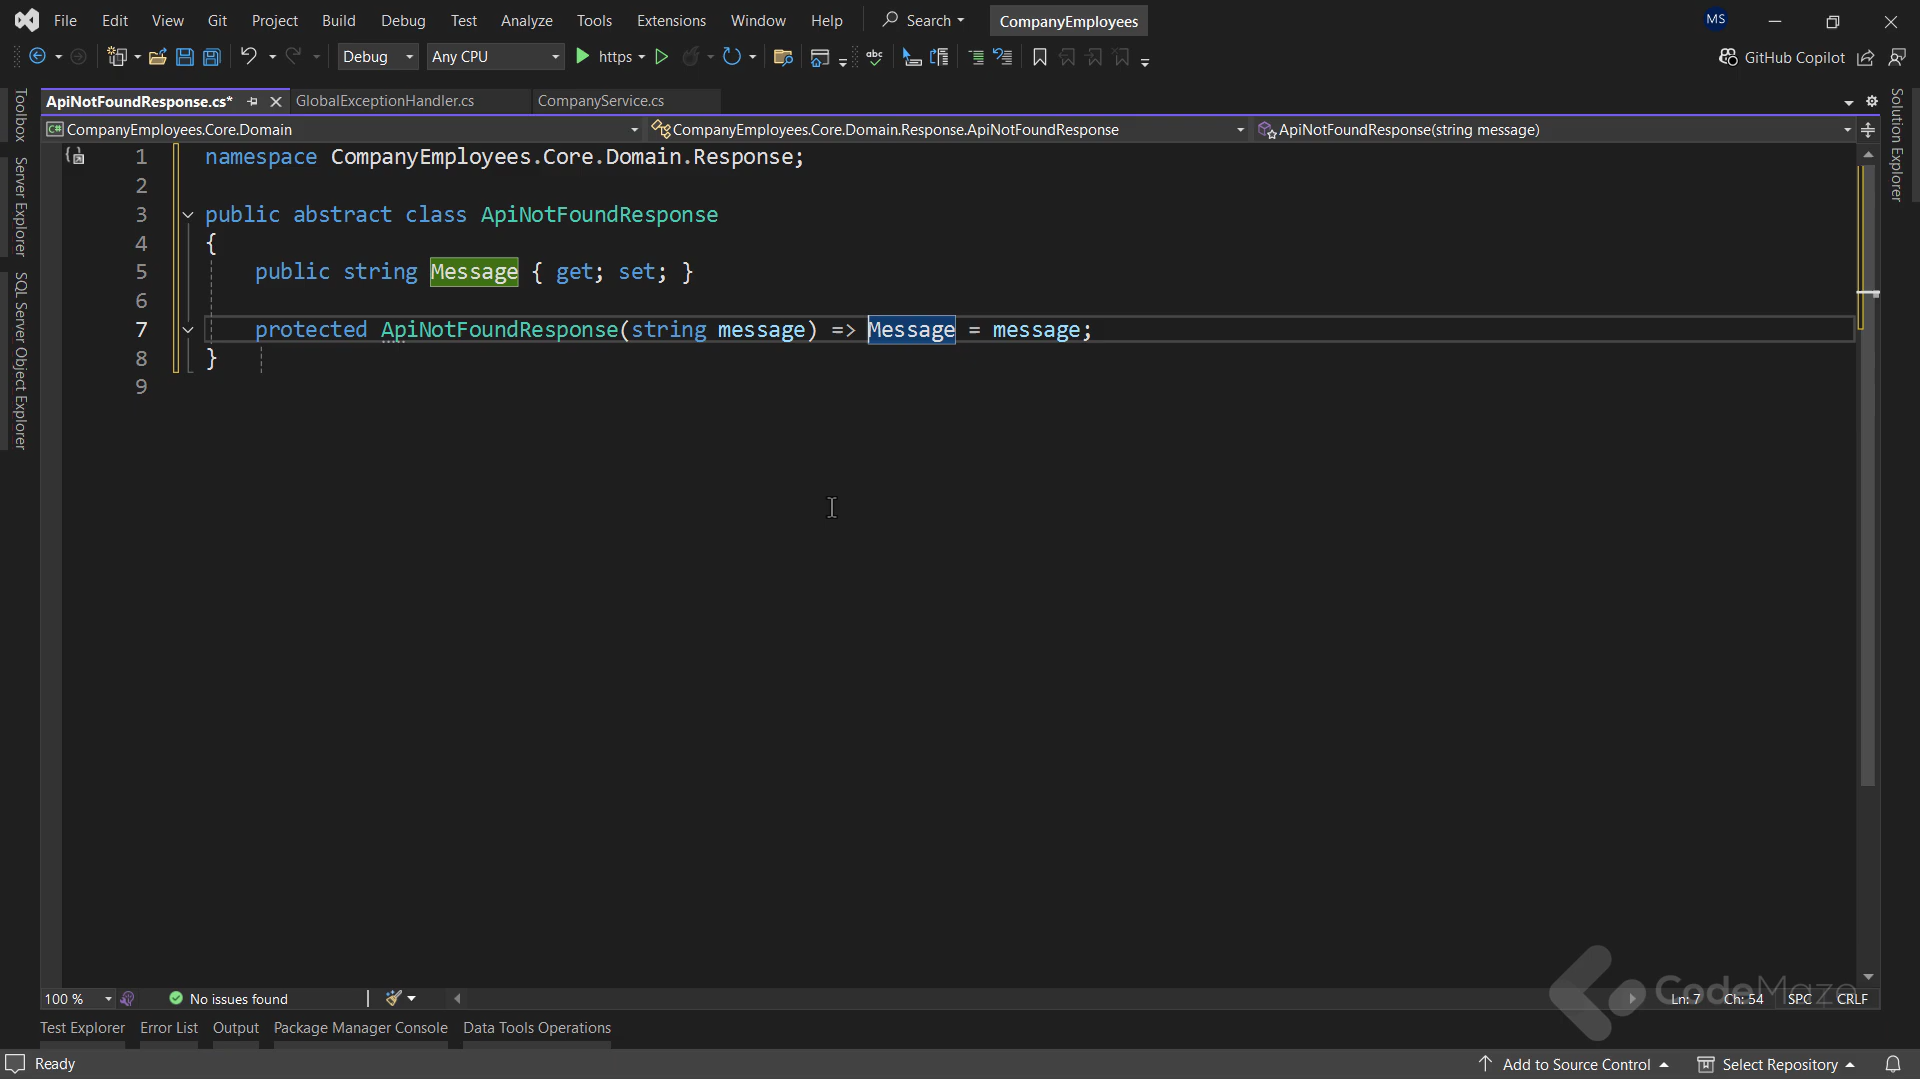 File Edit View Git Project Build Debug Test Analyze Tools Extensions Window Help Search CompanyEmployees MS
Debug Any CPU https abc GitHub Copilot
ApiNotFoundResponse.cs* GlobalExceptionHandler.cs CompanyService.cs
C# CompanyEmployees.Core.Domain CompanyEmployees.Core.Domain.Response.ApiNotFoundResponse ApiNotFoundResponse(string message)
Toolbox
Server Explorer
SQL Server Object Explorer
Solution Explorer
1 namespace CompanyEmployees.Core.Domain.Response;
2
3 public abstract class ApiNotFoundResponse
4 {
5 public string Message { get; set; }
6
7 protected ApiNotFoundResponse(string message) => Message = message;
8 }
9
100 % No issues found Ln: 7 Ch: 54 SPC CRLF
CodeMaze
Test Explorer Error List Output Package Manager Console Data Tools Operations
Ready Add to Source Control Select Repository